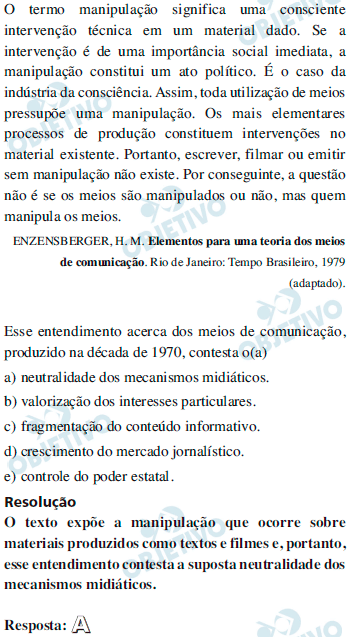 O termo manipulação significa uma consciente
intervenção técnica em um material dado. Se a
intervenção é de uma importância social imediata, a
manipulação constitui um ato político. É o caso da
indústria da consciência. Assim, toda utilização de meios
pressupõe uma manipulação. Os mais elementares
processos de produção constituem intervenções no
material existente. Portanto, escrever, filmar ou emitir
sem manipulação não existe. Por conseguinte, a questão
não é se os meios são manipulados ou não, mas quem
manipula os meios.
ENZENSBERGER, H. M. Elementos para uma teoria dos meios
de comunicação. Rio de Janeiro: Tempo Brasileiro, 1979
(adaptado).
Esse entendimento acerca dos meios de comunicação,
produzido na década de 1970, contesta o(a)
a) neutralidade dos mecanismos midiáticos.
b) valorização dos interesses particulares.
c) fragmentação do conteúdo informativo.
d) crescimento do mercado jornalístico.
e) controle do poder estatal.
Resolução
O texto expõe a manipulação que ocorre sobre
materiais produzidos como textos e filmes e, portanto,
esse entendimento contesta a suposta neutralidade dos
mecanismos midiáticos.
Resposta: A
OBJETIVO
OBJETIVO
OBJETIVO
OBJETIVO
OBJETIVO
OBJETIVO